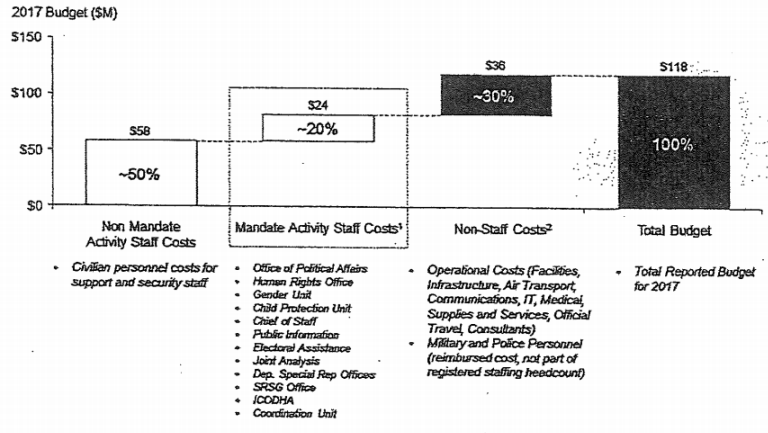 2017 Budget ($M)
$150
$100
$50
$0
$58
~50%
$24
~20%
$36
~30%
$118
100%
Non Mandate
Activity Staff Costs
Mandate Activity Staff Costs¹
Non-Staff Costs²
Total Budget
• Civilian personnel costs for
support and security staff
• Office of Political Affairs
• Human Rights Office
• Gender Unit
• Child Protection Unit
• Chief of Staff
• Public Information
• Electoral Assistance
• Joint Analysis
• Dep. Special Rep Offices
• SRSG Office
• ICODHA
• Coordination Unit
• Operational Costs (Facilities,
Infrastructure, Air Transport,
Communications, IT, Medical,
Supplies and Services, Official
Travel, Consultants)
• Military and Police Personnel
(reimbursed cost, not part of
registered staffing headcount)
• Total Reported Budget
for 2017